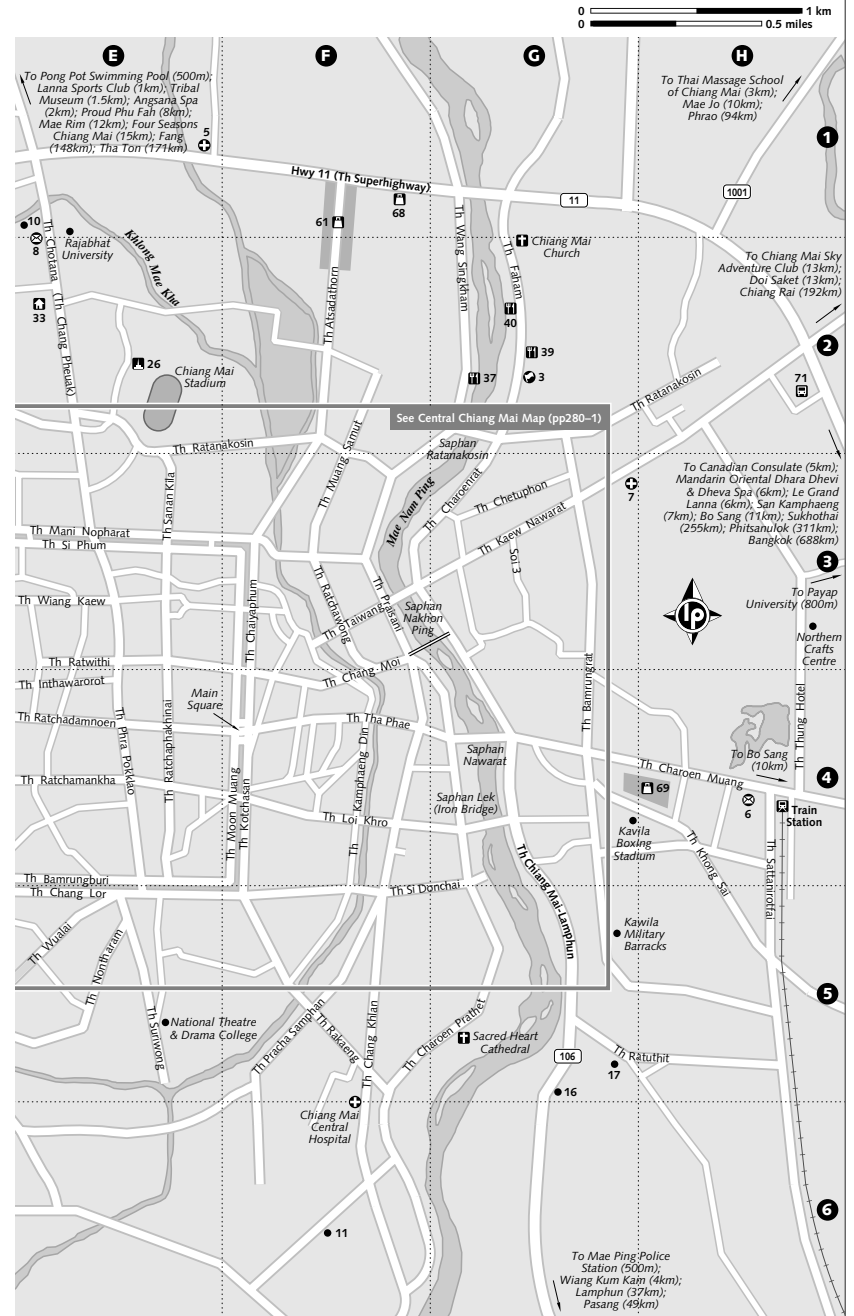 0 1 km
0 0.5 miles
E F G H
To Pong Pot Swimming Pool (500m);
Lanna Sports Club (1km); Tribal
Museum (1.5km); Angsana Spa
(2km); Proud Phu Fah (8km);
Mae Rim (12km); Four Seasons
Chiang Mai (15km); Fang
(148km); Tha Ton (171km)
5
To Thai Massage School
of Chiang Mai (3km);
Mae Jo (10km);
Phrao (94km)
1
Hwy 11 (Th Superhighway)
11
1001
61
68
10
8
Rajabhat
University
Khlong Mae Kha
Th Chotana (Th Chang Pheuak)
Th Atsadathorn
Th Wang Singkham
Th Faham
Chiang Mai
Church
To Chiang Mai Sky
Adventure Club (13km);
Doi Saket (13km);
Chiang Rai (192km)
33
40
2
39
26
Chiang Mai
Stadium
37
3
71
Th Ratanakosin
See Central Chiang Mai Map (pp280–1)
Th Ratanakosin
Saphan
Ratanakosin
Th Muang Samut
Th Sanan Kila
Mae Nam Ping
Th Charoenrat
Th Chetuphon
7
To Canadian Consulate (5km);
Mandarin Oriental Dhara Dhevi
& Dheva Spa (6km); Le Grand
Lanna (6km); San Kamphaeng
(7km); Bo Sang (11km); Sukhothai
(255km); Phitsanulok (311km);
Bangkok (688km)
Th Mani Nopharat
Th Si Phum
Th Kaew Nawarat
Soi 3
3
To Payap
University (800m)
Th Wiang Kaew
Th Chaiyaphum
Th Ratchawong
Th Praisani
Th Taiwang
Saphan
Nakhon
Ping
lp
Northern
Crafts
Centre
Th Ratwithi
Th Inthawarorot
Th Chang Moi
Main
Square
Th Bamrungrat
Th Thung Hotel
Th Ratchadamnoen
Th Phra Pokklao
Th Ratchaphakhinai
Th Tha Phae
Th Kamphaeng Din
Saphan
Nawarat
To Bo Sang
(10km)
Th Charoen Muang
4
Th Ratchamankha
Th Moon Muang
Th Kotchasan
Saphan Lek
(Iron Bridge)
69
6
Train
Station
Th Loi Khro
Kavila
Boxing
Stadium
Th Khong Sai
Th Sattanirotfai
Th Bamrungburi
Th Chang Lor
Th Si Donchai
Th Chiang Mai-Lamphun
Th Wualai
Th Nontharam
Kawila
Military
Barracks
5
Th Suriwong
National Theatre
& Drama College
Th Pracha Samphan
Th Rakaeng
Th Chang Khlan
Th Charoen Prathet
Sacred Heart
Cathedral
106
Th Ratuthit
17
16
Chiang Mai
Central
Hospital
6
11
To Mae Ping Police
Station (500m);
Wiang Kum Kam (4km);
Lamphun (37km);
Pasang (49km)